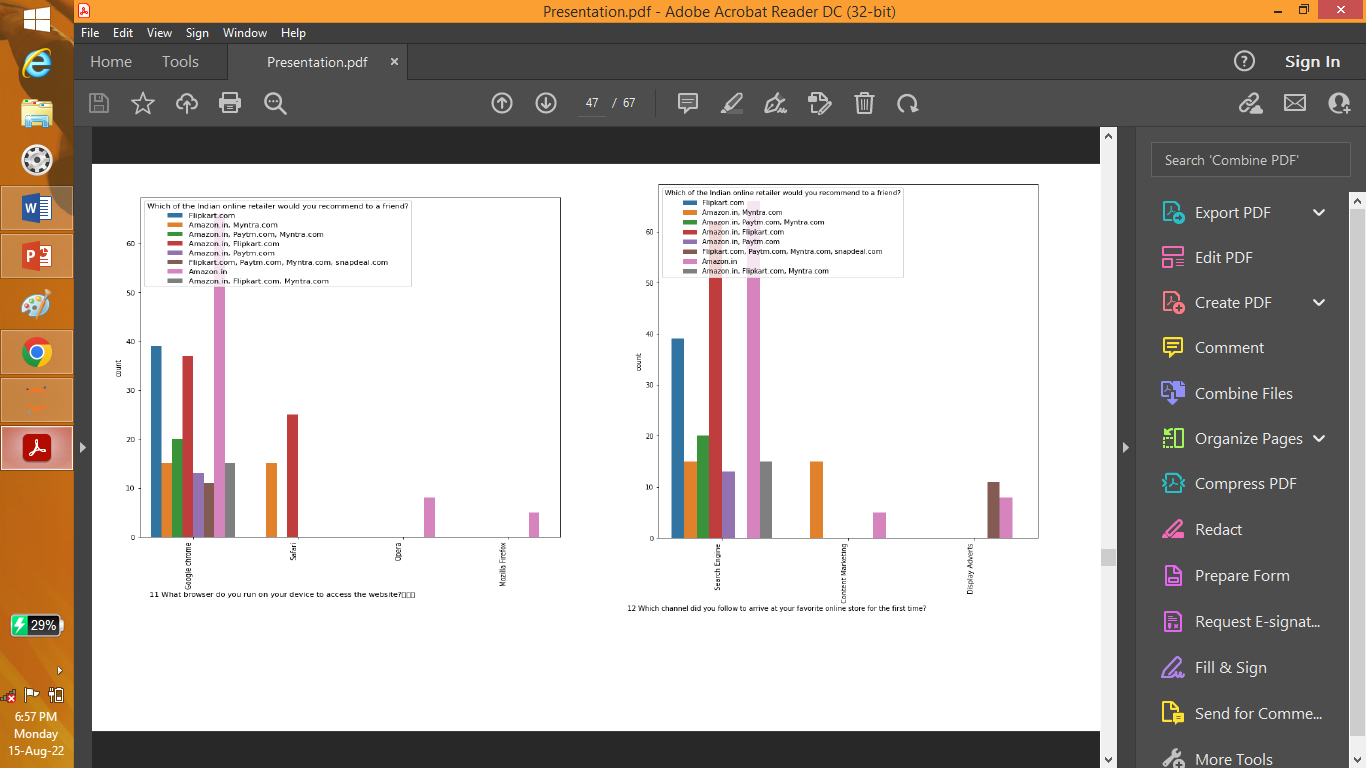 Presentation.pdf - Adobe Acrobat Reader DC (32-bit)
File Edit View Sign Window Help
Home Tools Presentation.pdf × ? Sign In
47 / 67
Which of the Indian online retailer would you recommend to a friend?
Flipkart.com
Amazon.in, Myntra.com
Amazon.in, Paytm.com, Myntra.com
Amazon.in, Flipkart.com
Amazon.in, Paytm.com
Flipkart.com, Paytm.com, Myntra.com, snapdeal.com
Amazon.in
Amazon.in, Flipkart.com, Myntra.com
60
50
40
30
20
10
0
count
Google chrome
Safari
Opera
Mozilla Firefox
11 What browser do you run on your device to access the website?□□□
Which of the Indian online retailer would you recommend to a friend?
Flipkart.com
Amazon.in, Myntra.com
Amazon.in, Paytm.com, Myntra.com
Amazon.in, Flipkart.com
Amazon.in, Paytm.com
Flipkart.com, Paytm.com, Myntra.com, snapdeal.com
Amazon.in
Amazon.in, Flipkart.com, Myntra.com
60
50
40
30
20
10
0
count
Search Engine
Content Marketing
Display Adverts
12 Which channel did you follow to arrive at your favorite online store for the first time?
Search 'Combine PDF'
Export PDF
Edit PDF
Create PDF
Comment
Combine Files
Organize Pages
Compress PDF
Redact
Prepare Form
Request E-signat...
Fill & Sign
Send for Comme...
More Tools
29%
6:57 PM
Monday
15-Aug-22